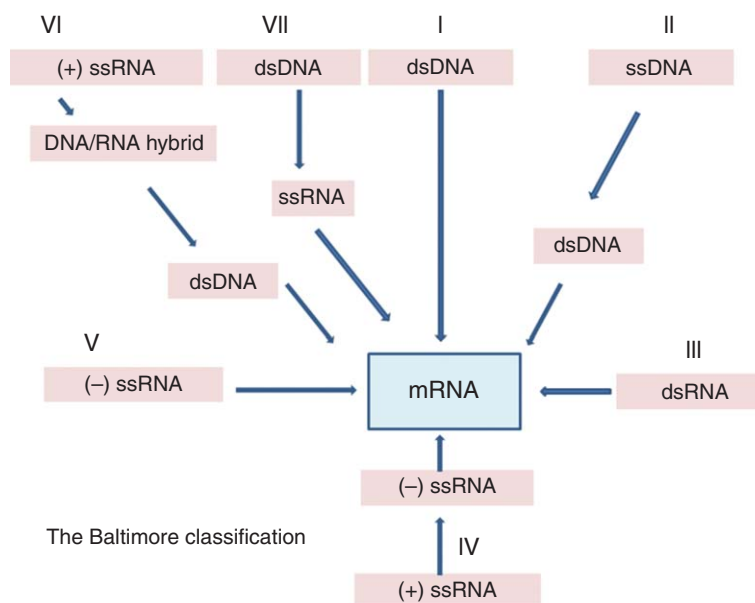 VI
VII
I
II
(+) ssRNA
dsDNA
dsDNA
ssDNA
DNA/RNA hybrid
ssRNA
dsDNA
dsDNA
V
III
(–) ssRNA
mRNA
dsRNA
(–) ssRNA
The Baltimore classification
IV
(+) ssRNA